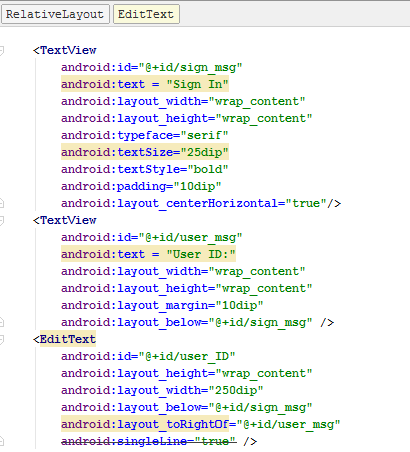 RelativeLayout EditText
<TextView
android:id="@+id/sign_msg"
android:text = "Sign In"
android:layout_width="wrap_content"
android:layout_height="wrap_content"
android:typeface="serif"
android:textSize="25dip"
android:textStyle="bold"
android:padding="10dip"
android:layout_centerHorizontal="true"/>
<TextView
android:id="@+id/user_msg"
android:text = "User ID:"
android:layout_width="wrap_content"
android:layout_height="wrap_content"
android:layout_margin="10dip"
android:layout_below="@+id/sign_msg" />
<EditText
android:id="@+id/user_ID"
android:layout_height="wrap_content"
android:layout_width="250dip"
android:layout_below="@+id/sign_msg"
android:layout_toRightOf="@+id/user_msg"
android:singleLine="true" />